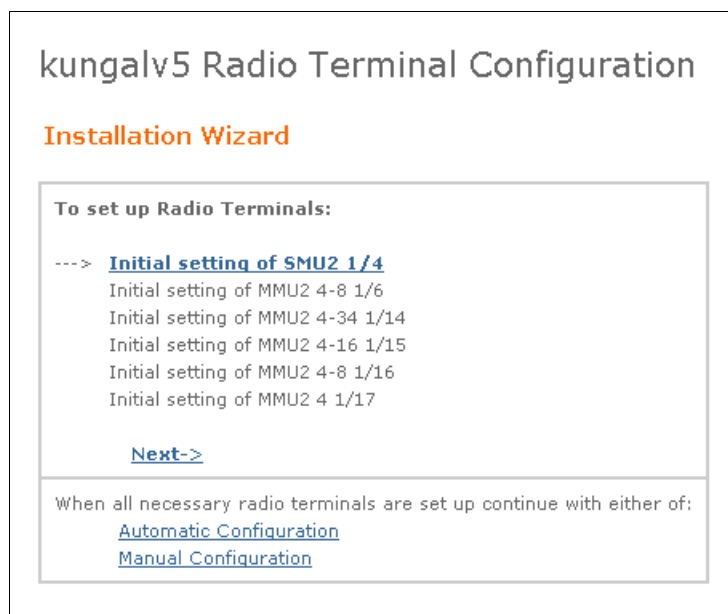 kungalv5 Radio Terminal Configuration
Installation Wizard
To set up Radio Terminals:
---> Initial setting of SMU2 1/4
Initial setting of MMU2 4-8 1/6
Initial setting of MMU2 4-34 1/14
Initial setting of MMU2 4-16 1/15
Initial setting of MMU2 4-8 1/16
Initial setting of MMU2 4 1/17
Next->
When all necessary radio terminals are set up continue with either of:
Automatic Configuration
Manual Configuration